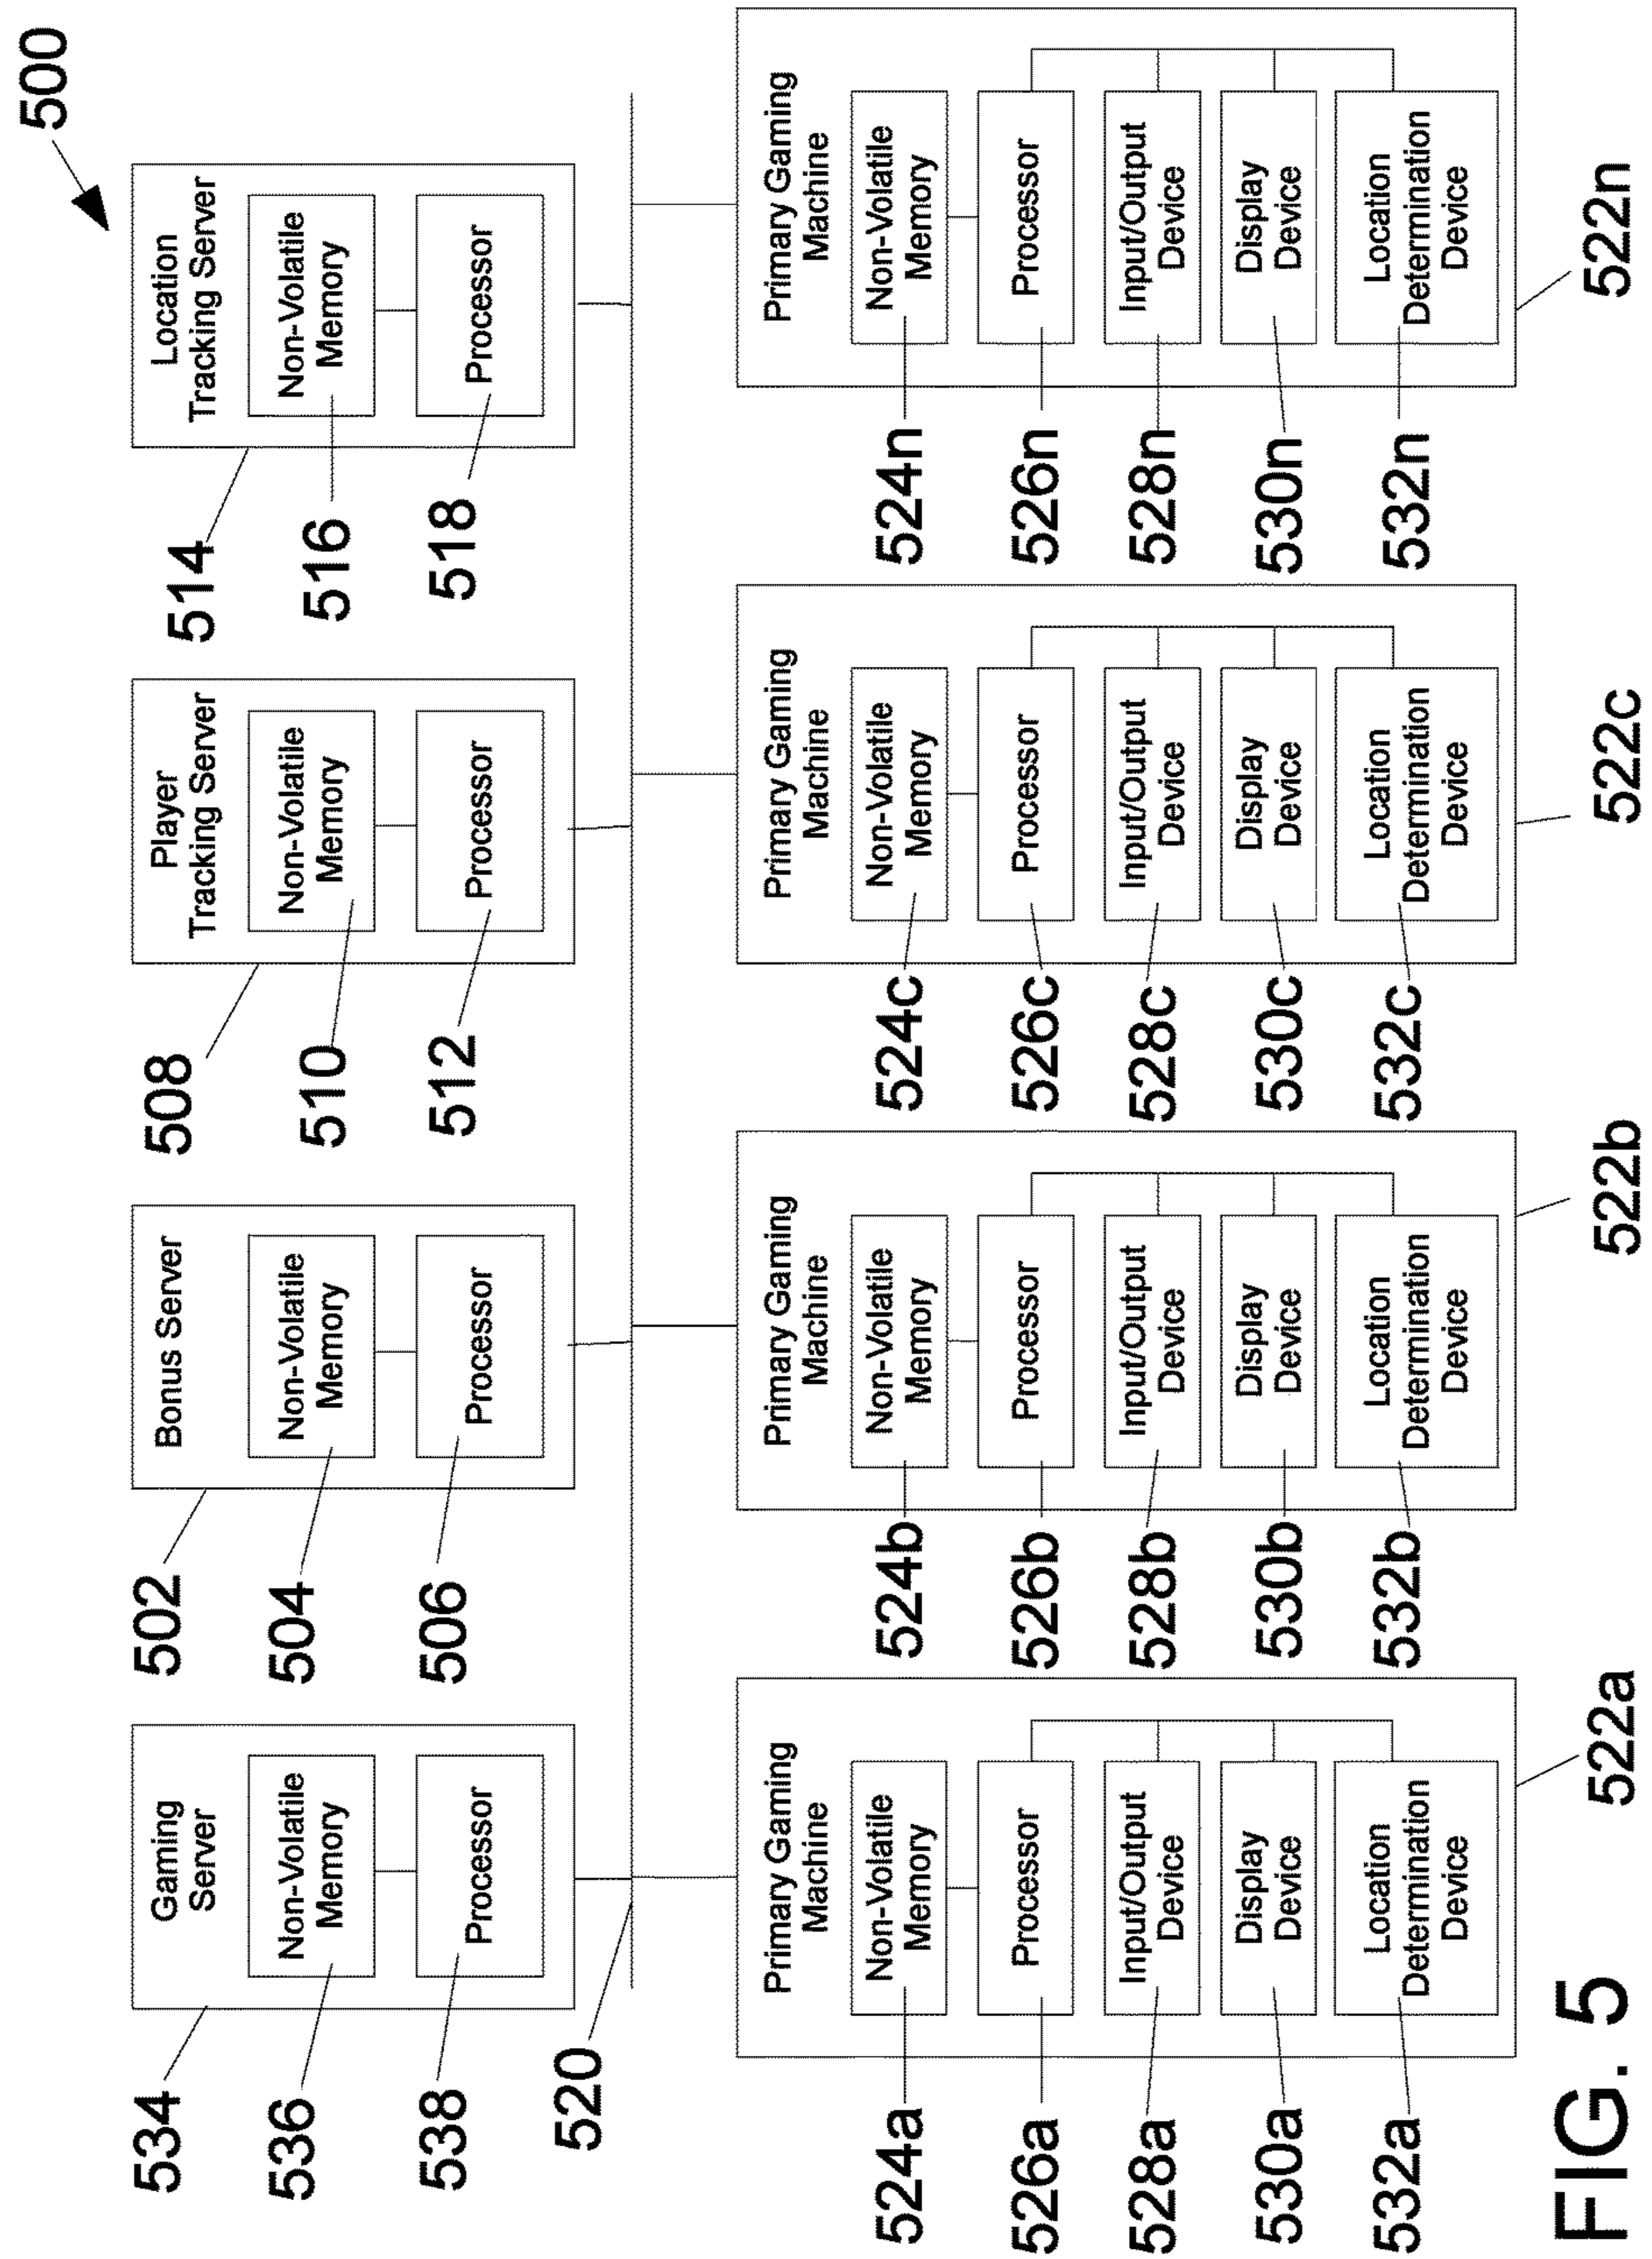 500
534
Gaming
Server
536
Non-Volatile
Memory
538
Processor
502
Bonus Server
504
Non-Volatile
Memory
506
Processor
508
Player
Tracking Server
510
Non-Volatile
Memory
512
Processor
514
Location
Tracking Server
516
Non-Volatile
Memory
518
Processor
520
Primary Gaming
Machine
524a
Non-Volatile
Memory
526a
Processor
528a
Input/Output
Device
530a
Display
Device
532a
Location
Determination
Device
522a
Primary Gaming
Machine
524b
Non-Volatile
Memory
526b
Processor
528b
Input/Output
Device
530b
Display
Device
532b
Location
Determination
Device
522b
Primary Gaming
Machine
524c
Non-Volatile
Memory
526c
Processor
528c
Input/Output
Device
530c
Display
Device
532c
Location
Determination
Device
522c
Primary Gaming
Machine
524n
Non-Volatile
Memory
526n
Processor
528n
Input/Output
Device
530n
Display
Device
532n
Location
Determination
Device
522n
FIG. 5